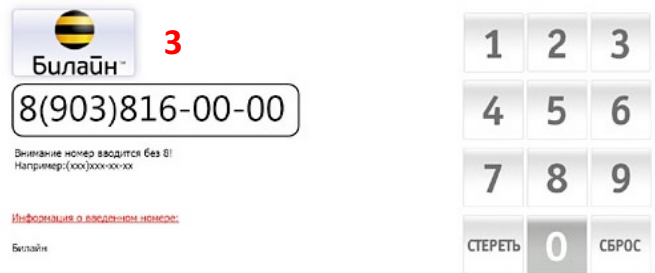 Билайн™
3
8(903)816-00-00
Внимание номер вводится без 8!
Например:(xxx)xxx-xx-xx
Информация о введенном номере:
Билайн
1 2 3
4 5 6
7 8 9
СТЕРЕТЬ 0 СБРОС